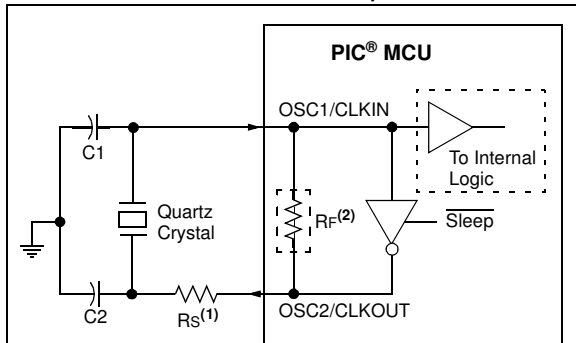 PIC® MCU
OSC1/CLKIN
C1
To Internal
Logic
Quartz
Crystal
RF(2)
Sleep
C2
RS(1)
OSC2/CLKOUT